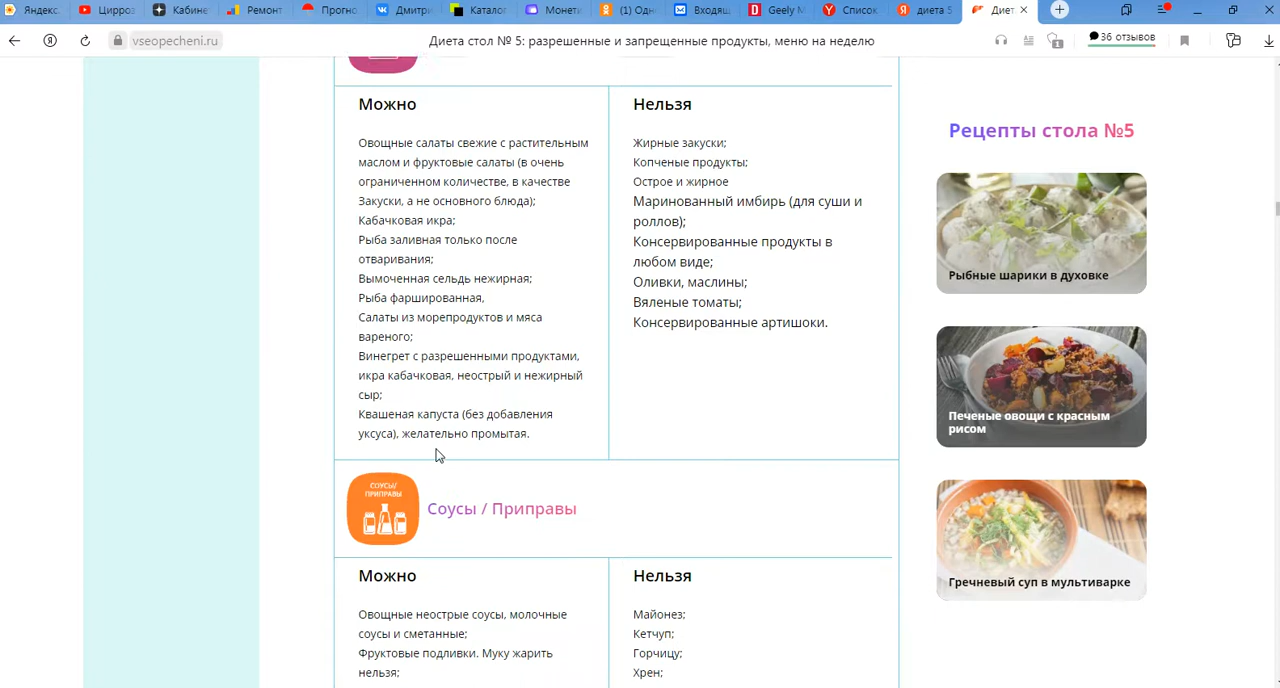 Яндекс.
Цирроз
Кабине
Ремонт
Прогно
Дмитри
Каталог
Монети
(1) Одн
Входящ
Geely M
Список
диета 5
Диет.
vseopecheni.ru
Диета стол № 5: разрешенные и запрещенные продукты, меню на неделю
36 отзывов
Можно
Овощные салаты свежие с растительным
маслом и фруктовые салаты (в очень
ограниченном количестве, в качестве
Закуски, а не основного блюда);
Кабачковая икра;
Рыба заливная только после
отваривания;
Вымоченная сельдь нежирная;
Рыба фаршированная,
Салаты из морепродуктов и мяса
вареного;
Винегрет с разрешенными продуктами,
икра кабачковая, неострый и нежирный
сыр;
Квашеная капуста (без добавления
уксуса), желательно промытая.
Нельзя
Жирные закуски;
Копченые продукты;
Острое и жирное
Маринованный имбирь (для суши и
роллов);
Консервированные продукты в
любом виде;
Оливки, маслины;
Вяленые томаты;
Консервированные артишоки.
СОУСЫ/
ПРИПРАВЫ
Соусы / Приправы
Можно
Овощные неострые соусы, молочные
соусы и сметанные;
Фруктовые подливки. Муку жарить
нельзя;
Нельзя
Майонез;
Кетчуп;
Горчицу;
Хрен;
Рецепты стола №5
Рыбные шарики в духовке
Печеные овощи с красным
рисом
Гречневый суп в мультиварке